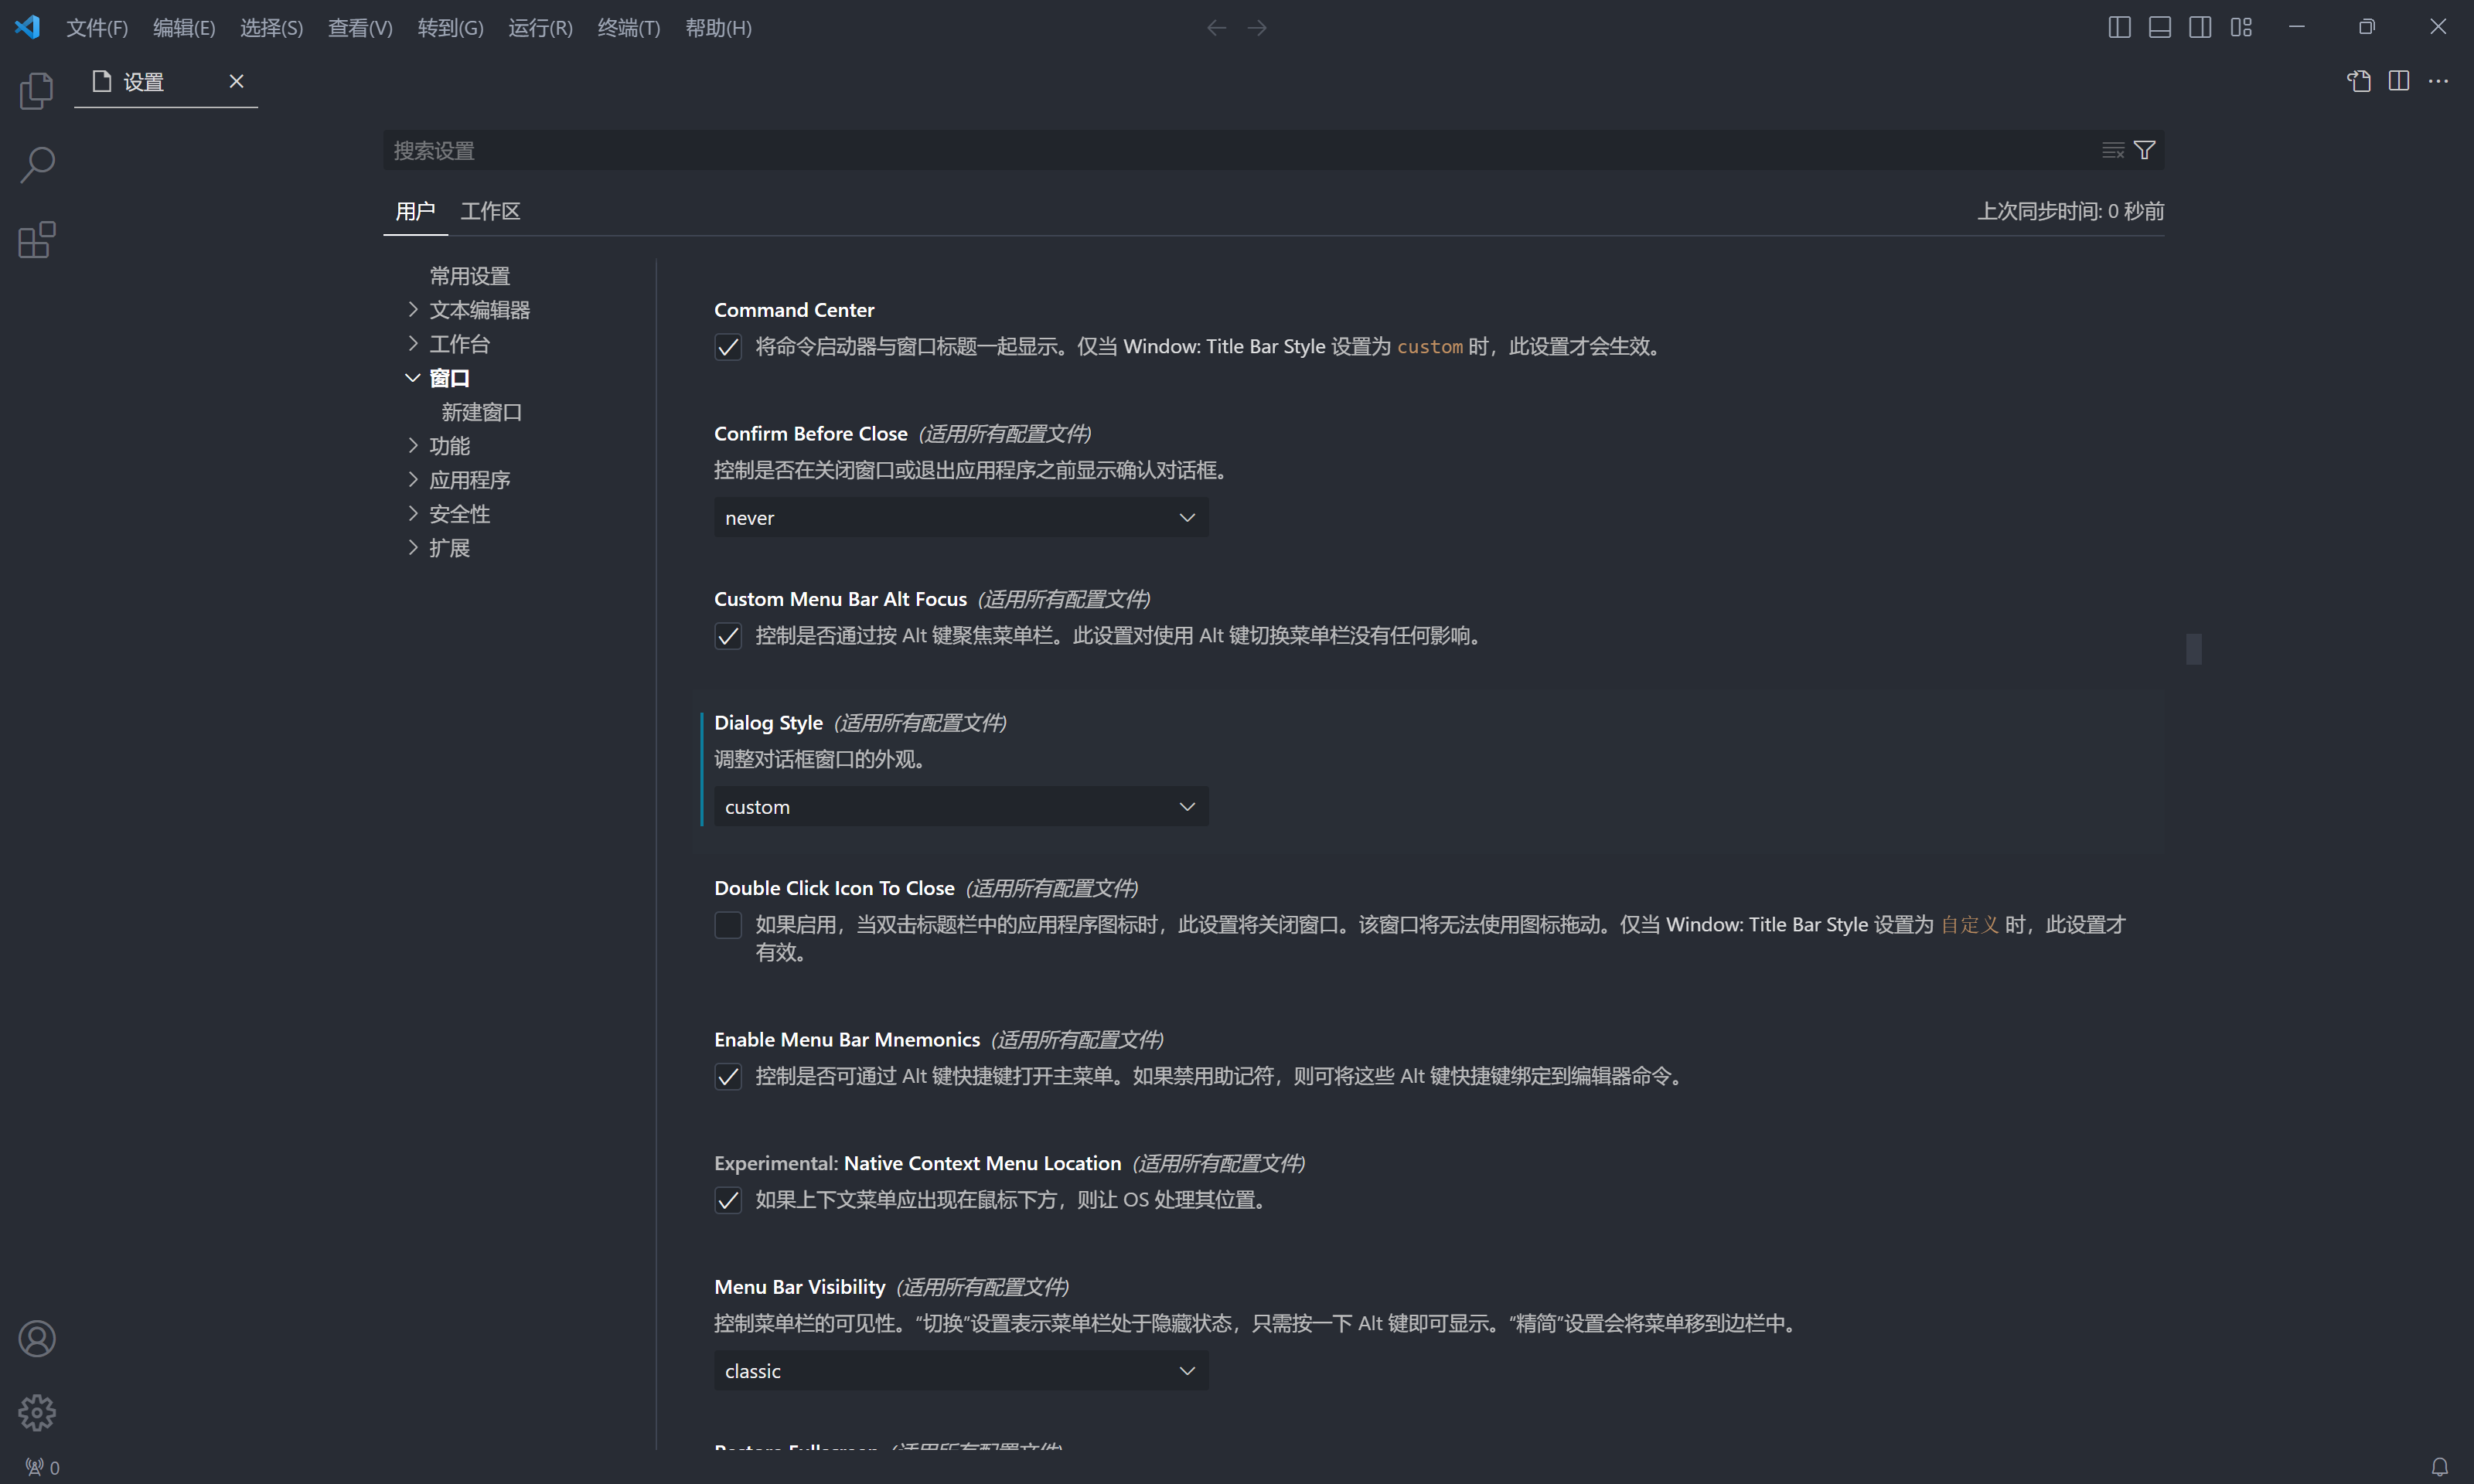 文件(F) 编辑(E) 选择(S) 查看(V) 转到(G) 运行(R) 终端(T) 帮助(H)
设置
搜索设置
用户 工作区 上次同步时间: 0 秒前
常用设置
文本编辑器
工作台
窗口
新建窗口
功能
应用程序
安全性
扩展
Command Center
将命令启动器与窗口标题一起显示。仅当 Window: Title Bar Style 设置为 custom 时，此设置才会生效。
Confirm Before Close (适用所有配置文件)
控制是否在关闭窗口或退出应用程序之前显示确认对话框。
never
Custom Menu Bar Alt Focus (适用所有配置文件)
控制是否通过按 Alt 键聚焦菜单栏。此设置对使用 Alt 键切换菜单栏没有任何影响。
Dialog Style (适用所有配置文件)
调整对话框窗口的外观。
custom
Double Click Icon To Close (适用所有配置文件)
如果启用，当双击标题栏中的应用程序图标时，此设置将关闭窗口。该窗口将无法使用图标拖动。仅当 Window: Title Bar Style 设置为 自定义 时，此设置才
有效。
Enable Menu Bar Mnemonics (适用所有配置文件)
控制是否可通过 Alt 键快捷键打开主菜单。如果禁用助记符，则可将这些 Alt 键快捷键绑定到编辑器命令。
Experimental: Native Context Menu Location (适用所有配置文件)
如果上下文菜单应出现在鼠标下方，则让 OS 处理其位置。
Menu Bar Visibility (适用所有配置文件)
控制菜单栏的可见性。“切换”设置表示菜单栏处于隐藏状态，只需按一下 Alt 键即可显示。“精简”设置会将菜单移到边栏中。
classic
Restore Fullscreen (适用所有配置文件)
0